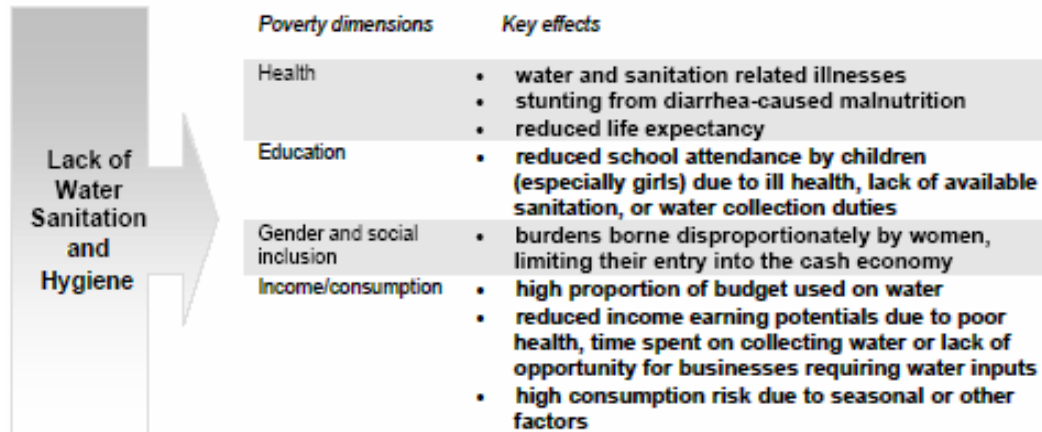 Poverty dimensions Key effects
Health • water and sanitation related illnesses
• stunting from diarrhea-caused malnutrition
• reduced life expectancy
Education • reduced school attendance by children
(especially girls) due to ill health, lack of available
sanitation, or water collection duties
Gender and social • burdens borne disproportionately by women,
inclusion limiting their entry into the cash economy
Income/consumption • high proportion of budget used on water
• reduced income earning potentials due to poor
health, time spent on collecting water or lack of
opportunity for businesses requiring water inputs
• high consumption risk due to seasonal or other
factors
Lack of
Water
Sanitation
and
Hygiene